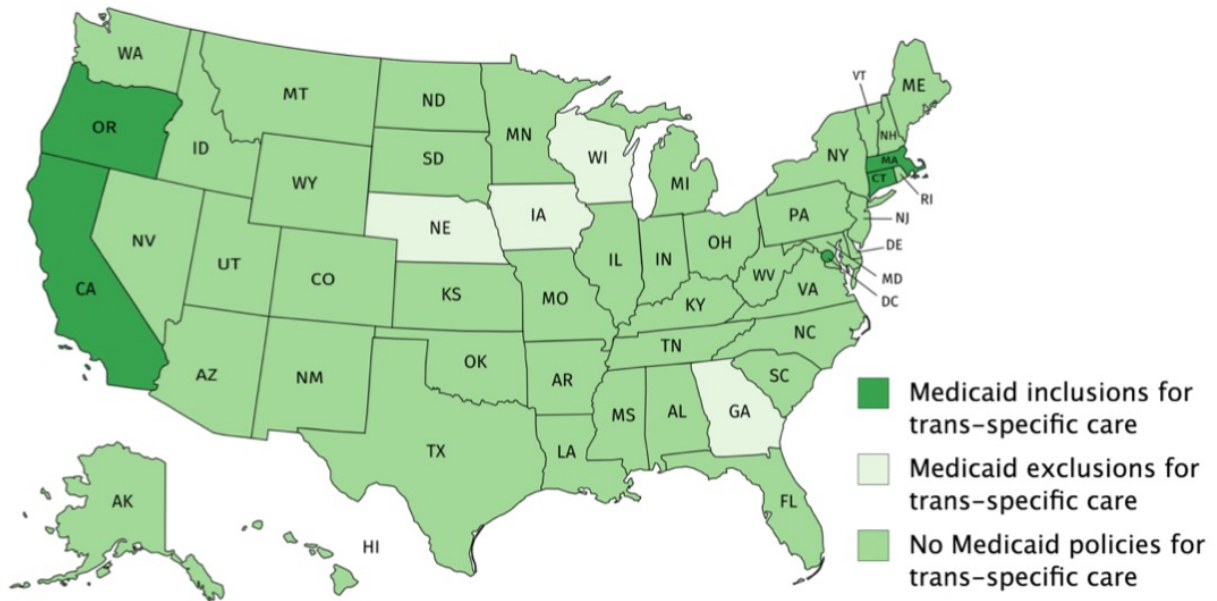 WA
MT
ND
MN
VT
ME
OR
ID
SD
WI
NH
NY
MA
WY
MI
CT
RI
NE
IA
PA
NJ
NV
UT
CO
IL
IN
OH
DE
CA
KS
MO
WV
VA
MD
DC
KY
NC
TN
AZ
NM
OK
AR
SC
MS
AL
GA
TX
LA
FL
AK
HI
Medicaid inclusions for
trans-specific care
Medicaid exclusions for
trans-specific care
No Medicaid policies for
trans-specific care